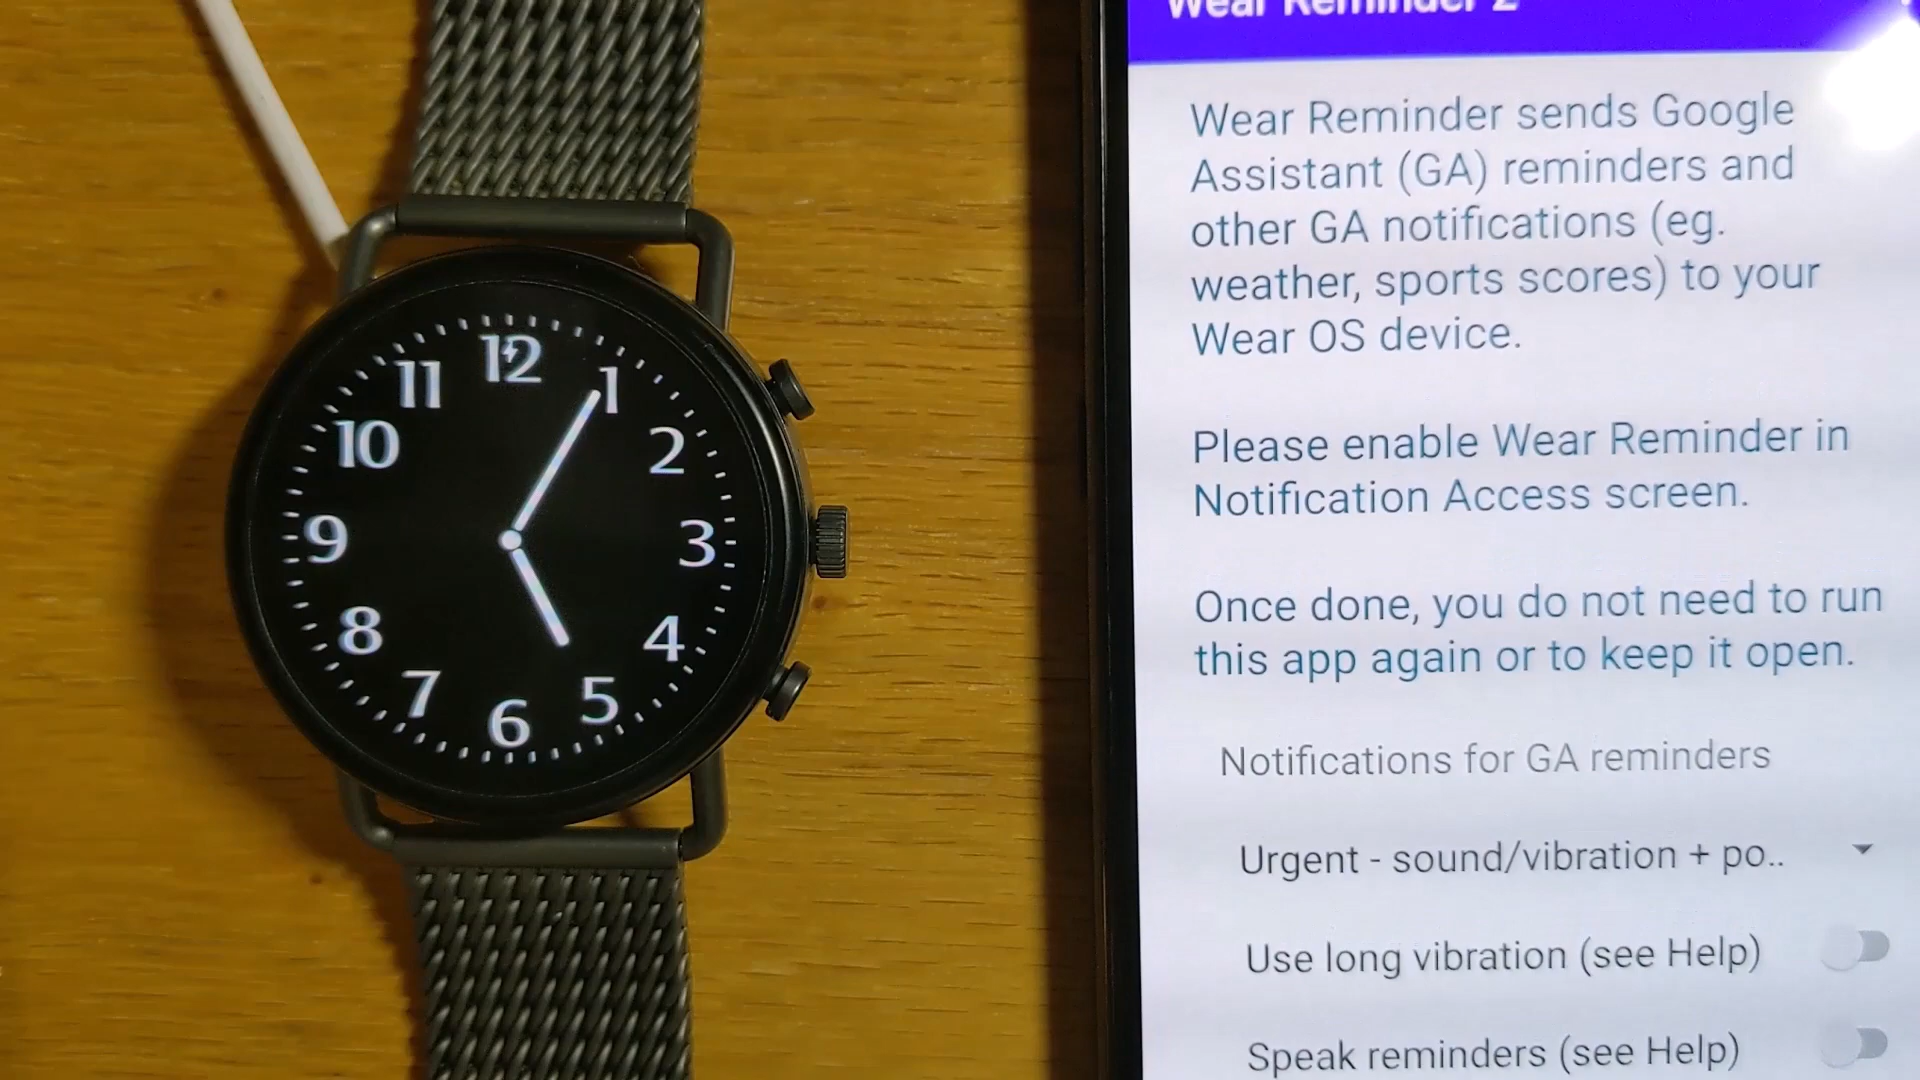 Wear Reminder 2
Wear Reminder sends Google
Assistant (GA) reminders and
other GA notifications (eg.
weather, sports scores) to your
Wear OS device.
Please enable Wear Reminder in
Notification Access screen.
Once done, you do not need to run
this app again or to keep it open.
Notifications for GA reminders
Urgent - sound/vibration + po..
Use long vibration (see Help)
Speak reminders (see Help)
12
1
2
3
4
5
6
7
8
9
10
11